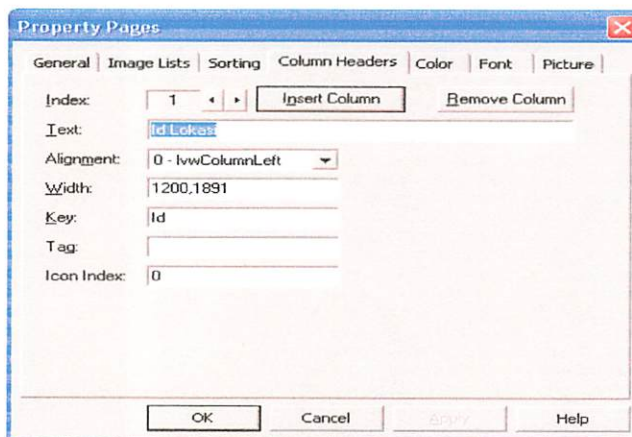 Property Pages
General Image Lists Sorting Column Headers Color Font Picture
Index: 1 Insert Column Remove Column
Text: Id Lokasi
Alignment: 0 - lvwColumnLeft
Width: 1200,1891
Key: Id
Tag:
Icon Index: 0
OK Cancel Apply Help